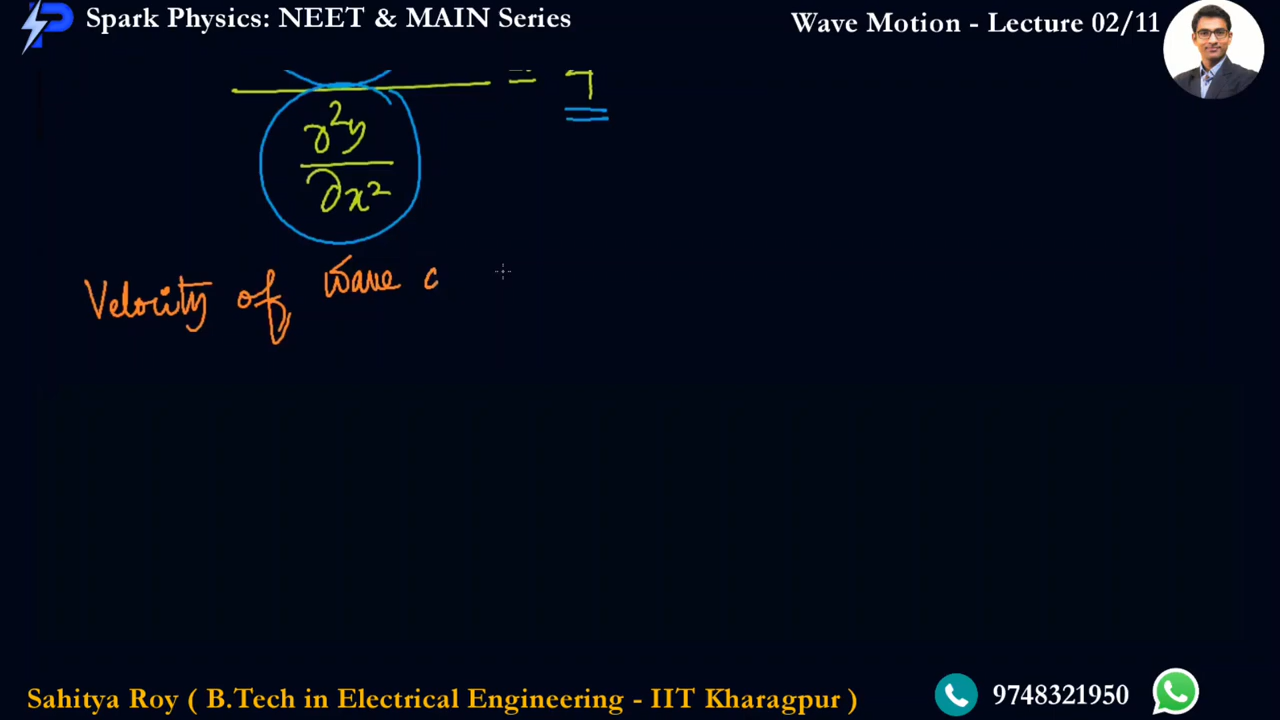 Spark Physics: NEET & MAIN Series
Wave Motion - Lecture 02/11
=
∂²y
∂x²
Velocity of wave c
Sahitya Roy ( B.Tech in Electrical Engineering - IIT Kharagpur )
9748321950